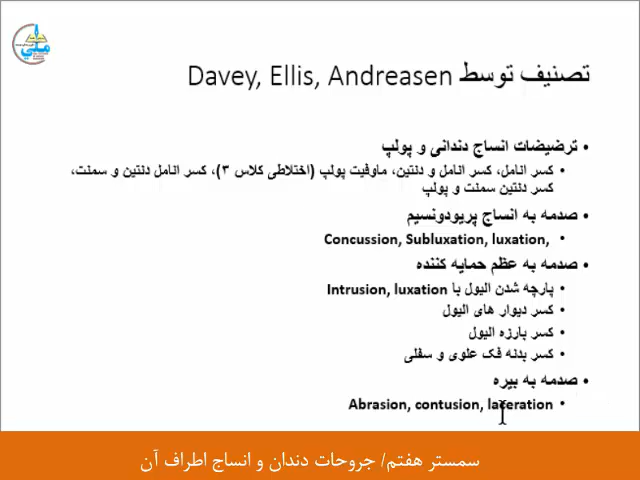 تصنیف توسط Davey, Ellis, Andreasen
• ترضیضات انساج دندانی و پولپ
• کسر انامل، کسر انامل و دنتین، ماوفیت پولپ (اختلاطی کلاس ۳)، کسر انامل دنتین و سمنت،
کسر دنتین سمنت و پولپ
• صدمه به انساج پریودونسیم
• Concussion, Subluxation, luxation,
• صدمه به عظم حمایه کننده
• پارچه شدن الیول با Intrusion, luxation
• کسر دیوار های الیول
• کسر بارزه الیول
• کسر بدنه فک علوی و سفلی
• صدمه به بیره
• Abrasion, contusion, laceration
سمستر هفتم/ جروحات دندان و انساج اطراف آن